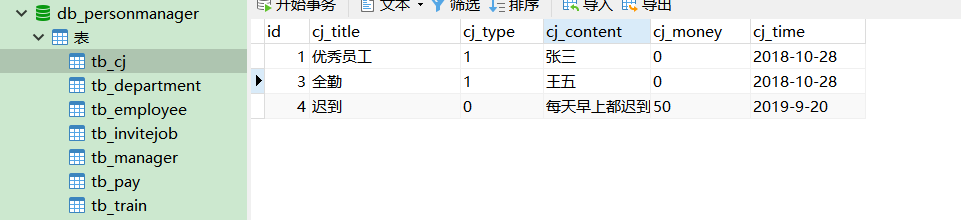 db_personmanager
表
tb_cj
tb_department
tb_employee
tb_invitejob
tb_manager
tb_pay
tb_train
开始事务 文本 筛选 排序 导入 导出
id cj_title cj_type cj_content cj_money cj_time
1 优秀员工 1 张三 0 2018-10-28
3 全勤 1 王五 0 2018-10-28
4 迟到 0 每天早上都迟到 50 2019-9-20